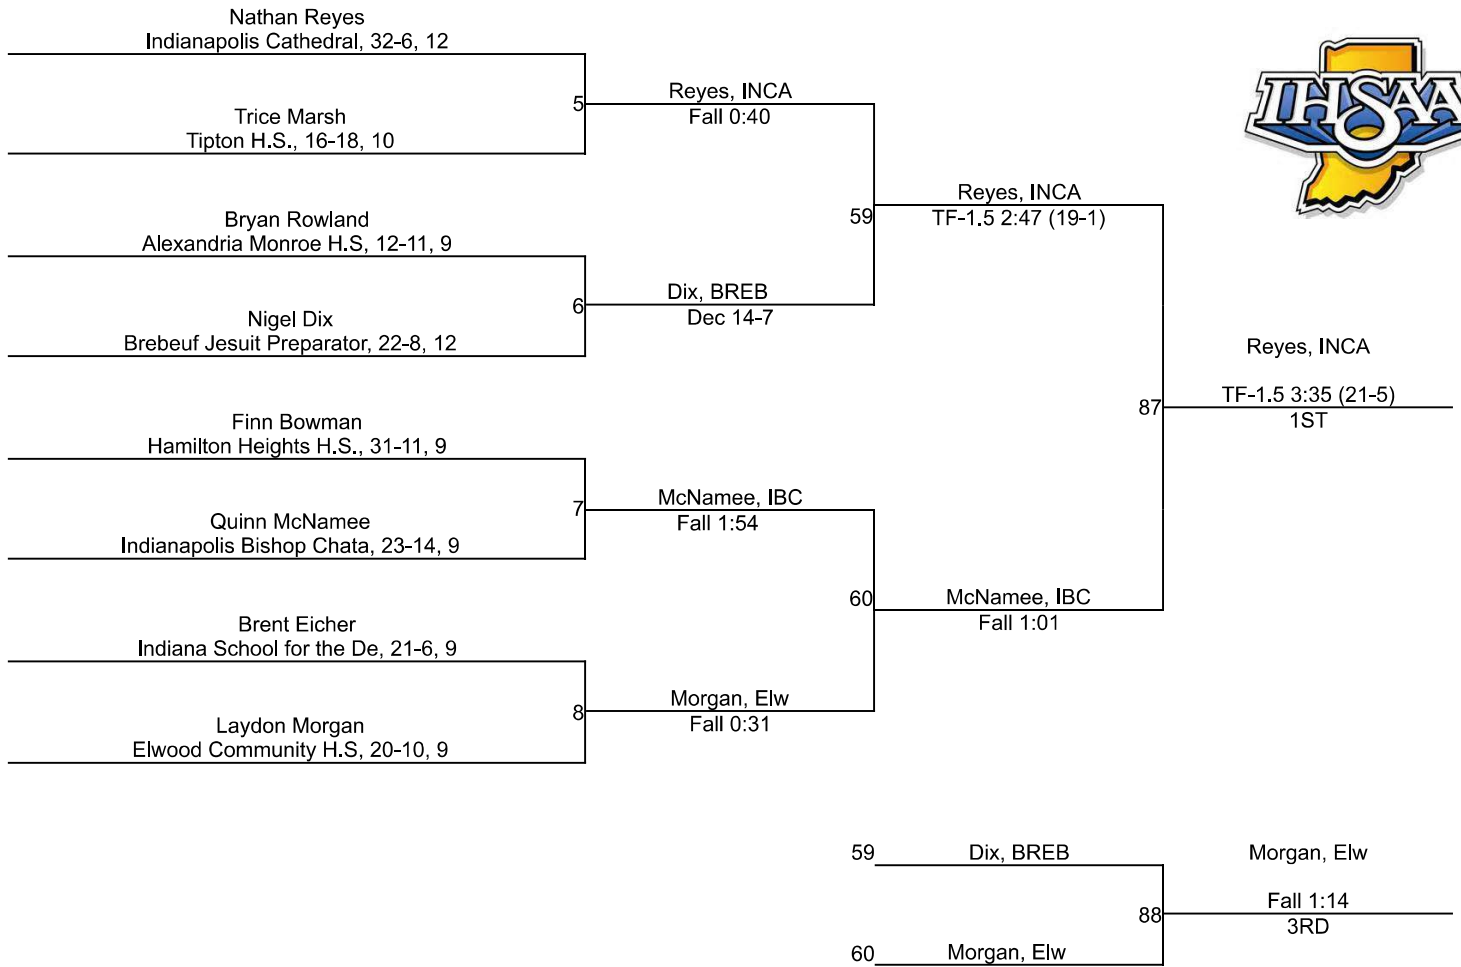 Nathan Reyes
Indianapolis Cathedral, 32-6, 12
5
Reyes, INCA
Fall 0:40
Trice Marsh
Tipton H.S., 16-18, 10
IHSAA
59
Reyes, INCA
TF-1.5 2:47 (19-1)
Bryan Rowland
Alexandria Monroe H.S, 12-11, 9
6
Dix, BREB
Dec 14-7
Nigel Dix
Brebeuf Jesuit Preparator, 22-8, 12
87
Reyes, INCA
TF-1.5 3:35 (21-5)
1ST
Finn Bowman
Hamilton Heights H.S., 31-11, 9
7
McNamee, IBC
Fall 1:54
Quinn McNamee
Indianapolis Bishop Chata, 23-14, 9
60
McNamee, IBC
Fall 1:01
Brent Eicher
Indiana School for the De, 21-6, 9
8
Morgan, Elw
Fall 0:31
Laydon Morgan
Elwood Community H.S, 20-10, 9
59
Dix, BREB
88
Morgan, Elw
Fall 1:14
3RD
60
Morgan, Elw